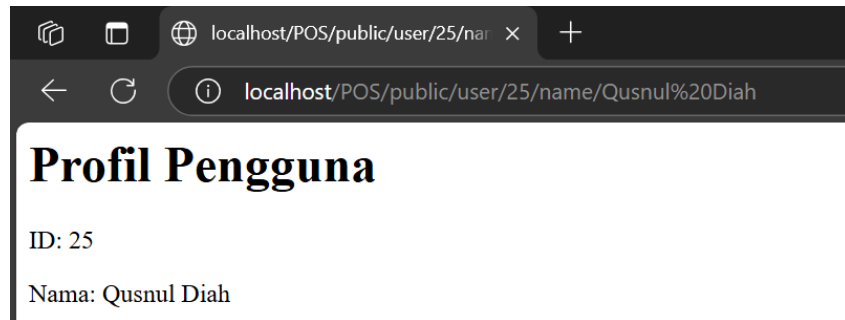 localhost/POS/public/user/25/nan
localhost/POS/public/user/25/name/Qusnul%20Diah
Profil Pengguna
ID: 25
Nama: Qusnul Diah